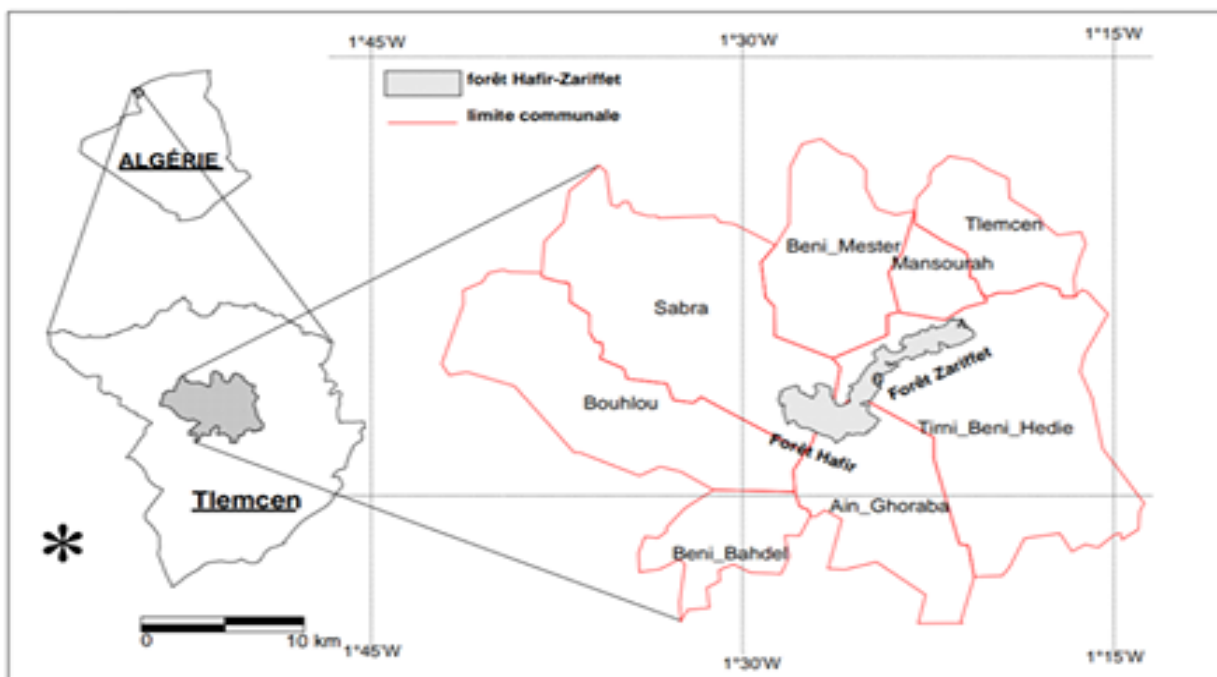 1°45'W
1°30'W
1°15'W
forêt Hafir-Zariffet
limite communale
ALGÉRIE
Tlemcen
Beni_Mester
Mansourah
Sabra
Forêt Zariffet
Bouhlou
Timi_Beni_Hedie
Forêt Hafir
Tlemcen
Ain_Ghoraba
Beni_Bahdel
*
0 10 km
1°45'W
1°30'W
1°15'W